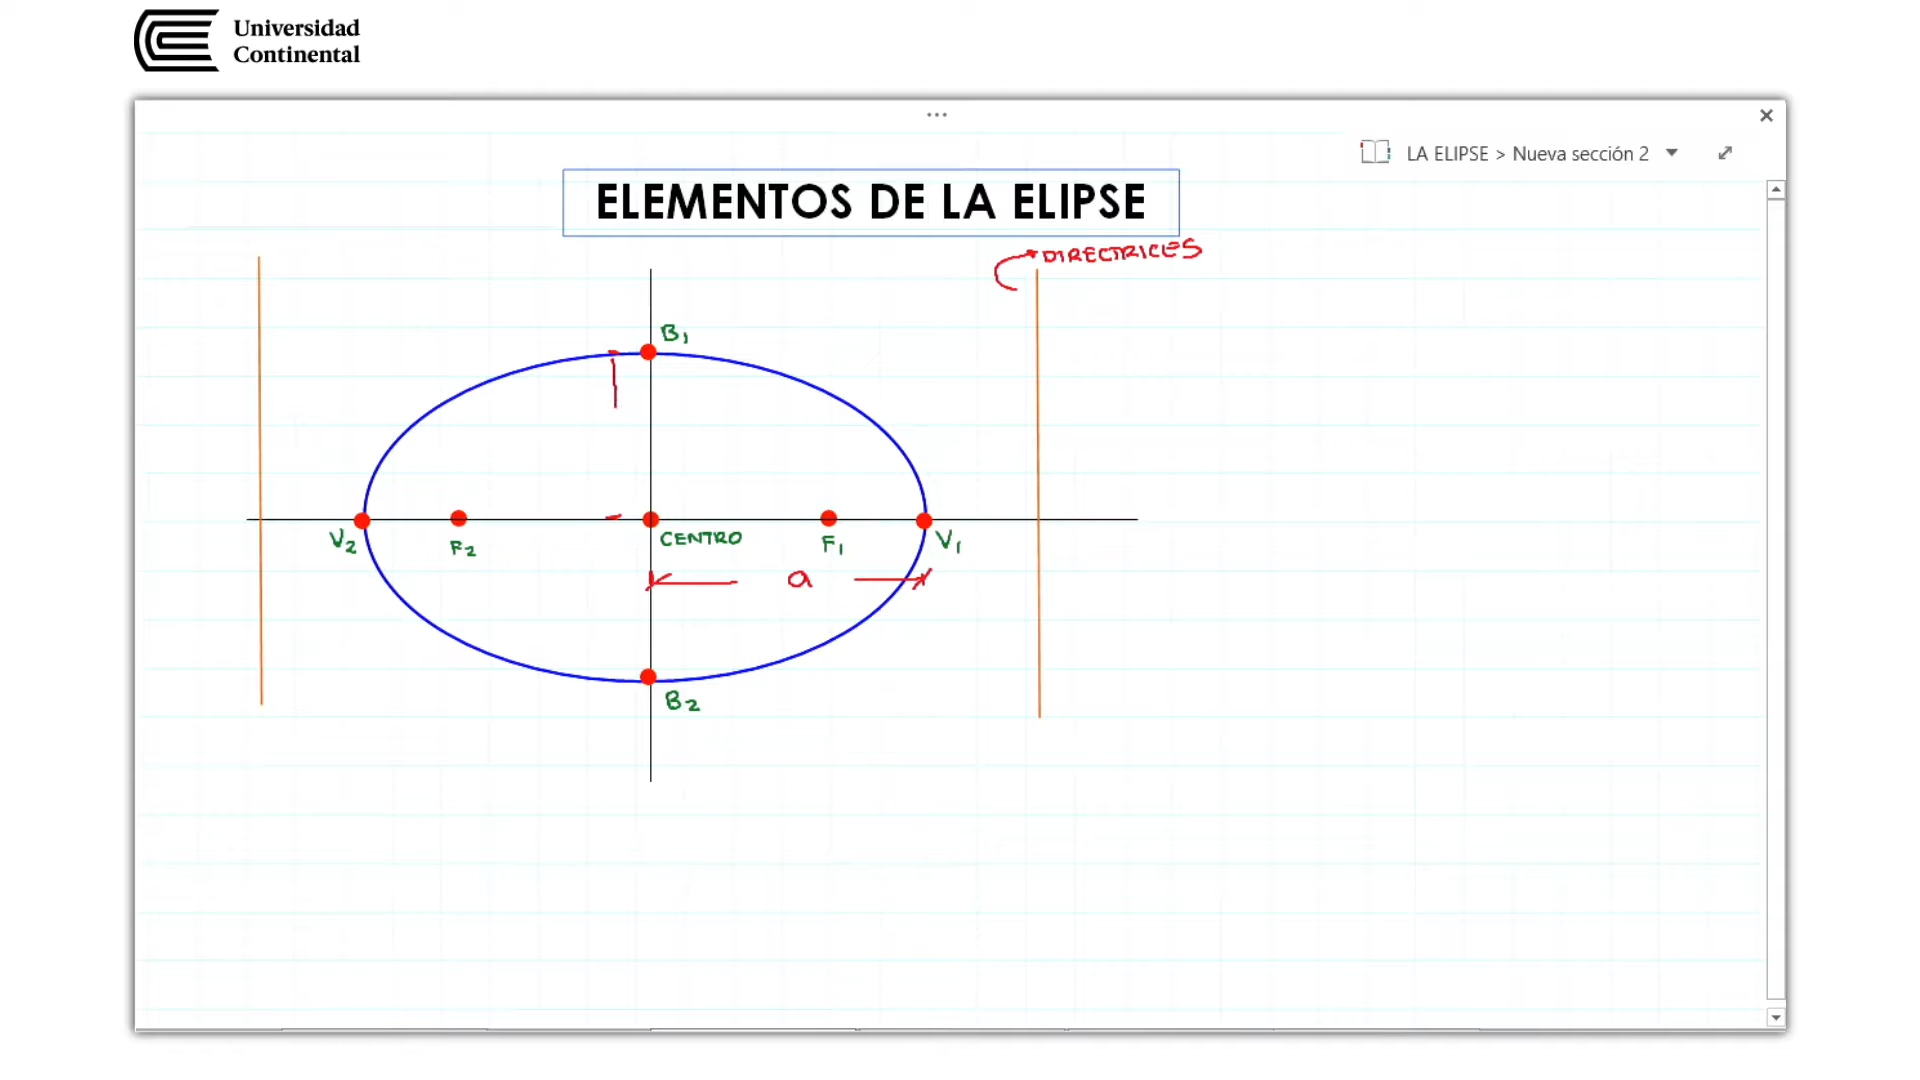 Universidad
Continental
LA ELIPSE > Nueva sección 2
ELEMENTOS DE LA ELIPSE
DIRECTRICES
B1
V2
F2
CENTRO
F1
V1
a
B2